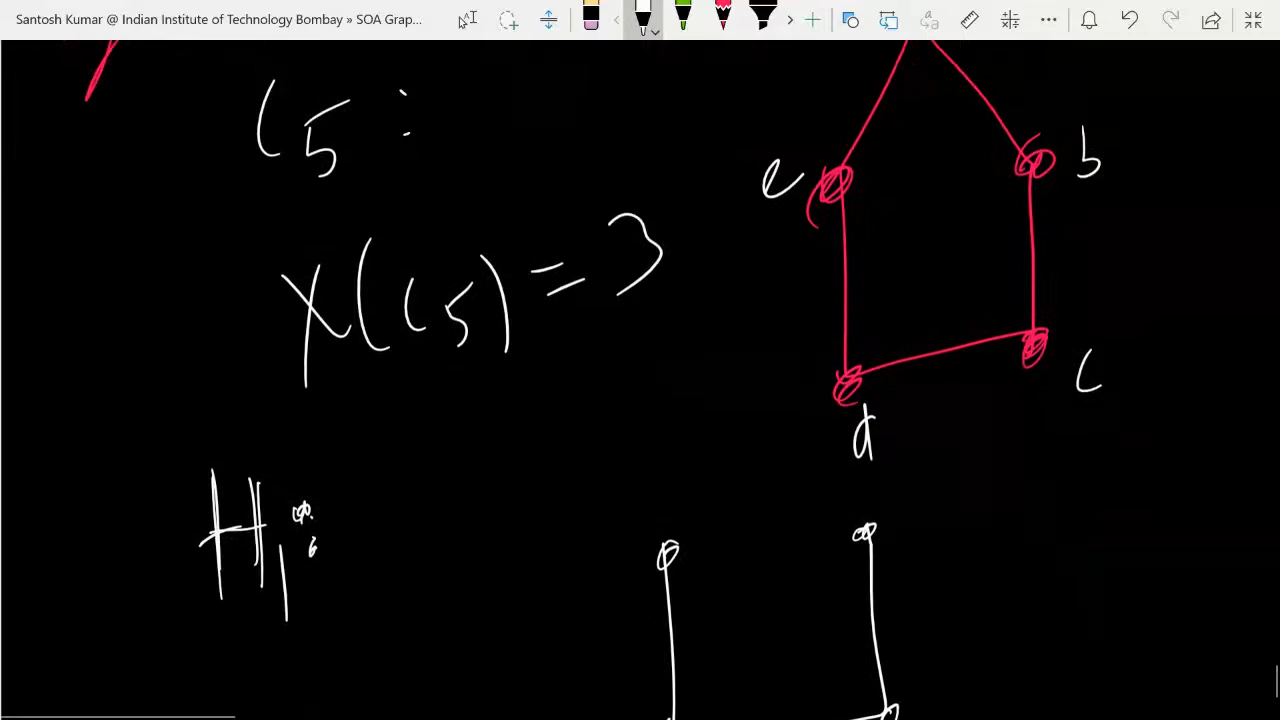 Santosh Kumar @ Indian Institute of Technology Bombay » SOA Grap...
C5 :
e
b
χ(C5) = 3
c
d
H1: